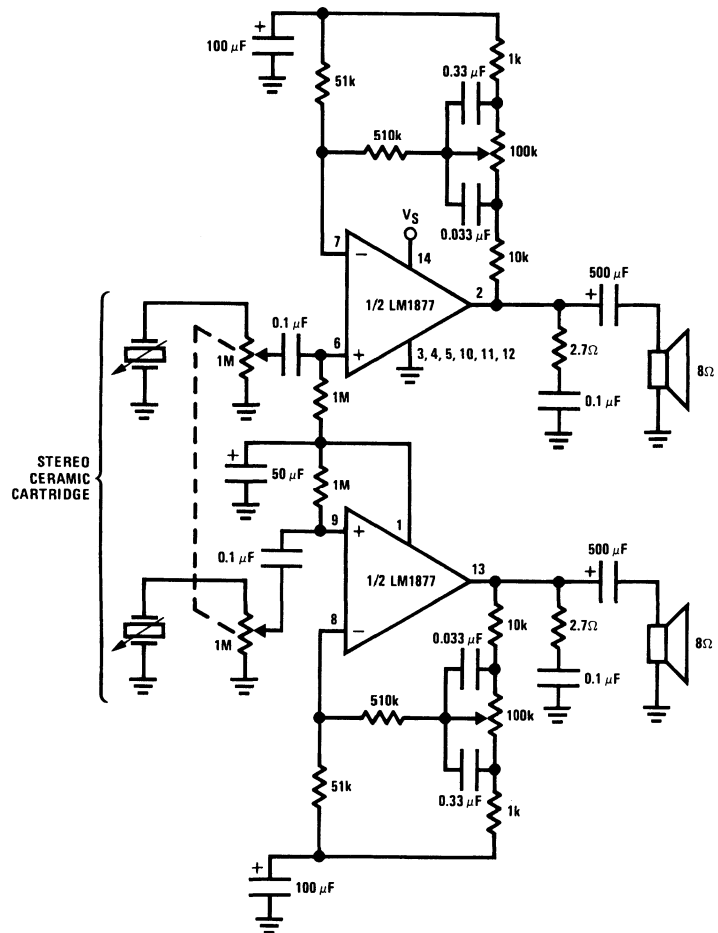 +
100 μF
51k
1k
0.33 μF
510k
100k
0.033 μF
VS
7
−
14
10k
500 μF
+
2
1/2 LM1877
0.1 μF
6
+
3, 4, 5, 10, 11, 12
2.7Ω
8Ω
1M
1M
0.1 μF
STEREO
CERAMIC
CARTRIDGE
+
50 μF
1M
9
+
1
0.1 μF
13
500 μF
+
1/2 LM1877
8
−
10k
2.7Ω
8Ω
1M
0.033 μF
0.1 μF
510k
100k
51k
0.33 μF
1k
+
100 μF